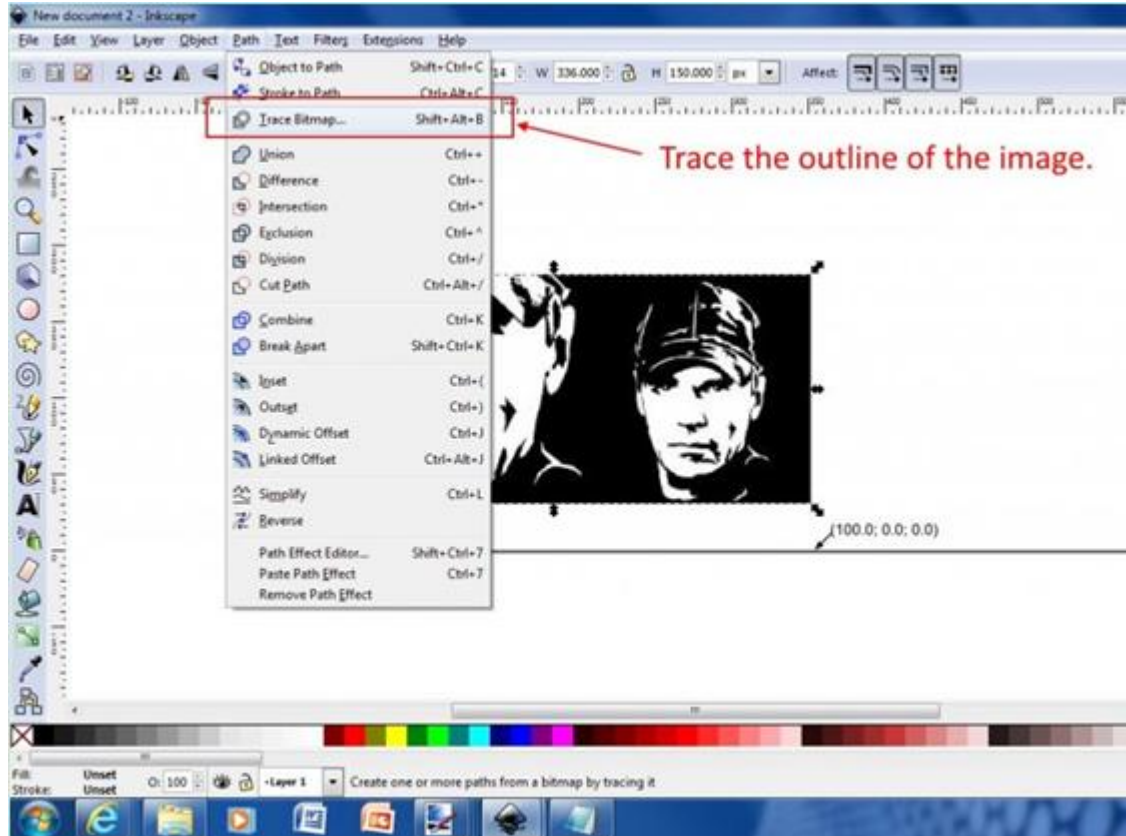 New document 2 - Inkscape
File Edit View Layer Object Path Text Filters Extensions Help
Object to Path Shift+Ctrl+C
14 W 336.000 H 150.000 px Affect:
Stroke to Path Ctrl+Alt+C
Trace Bitmap... Shift+Alt+B
Trace the outline of the image.
Union Ctrl++
Difference Ctrl+-
Intersection Ctrl+*
Exclusion Ctrl+^
Division Ctrl+/
Cut Path Ctrl+Alt+/
Combine Ctrl+K
Break Apart Shift+Ctrl+K
Inset Ctrl+(
Outset Ctrl+)
Dynamic Offset Ctrl+J
Linked Offset Ctrl+Alt+J
Simplify Ctrl+L
Reverse
(100.0; 0.0; 0.0)
Path Effect Editor... Shift+Ctrl+7
Paste Path Effect Ctrl+7
Remove Path Effect
Fill: Unset
Stroke: Unset
O: 100
-Layer 1
Create one or more paths from a bitmap by tracing it